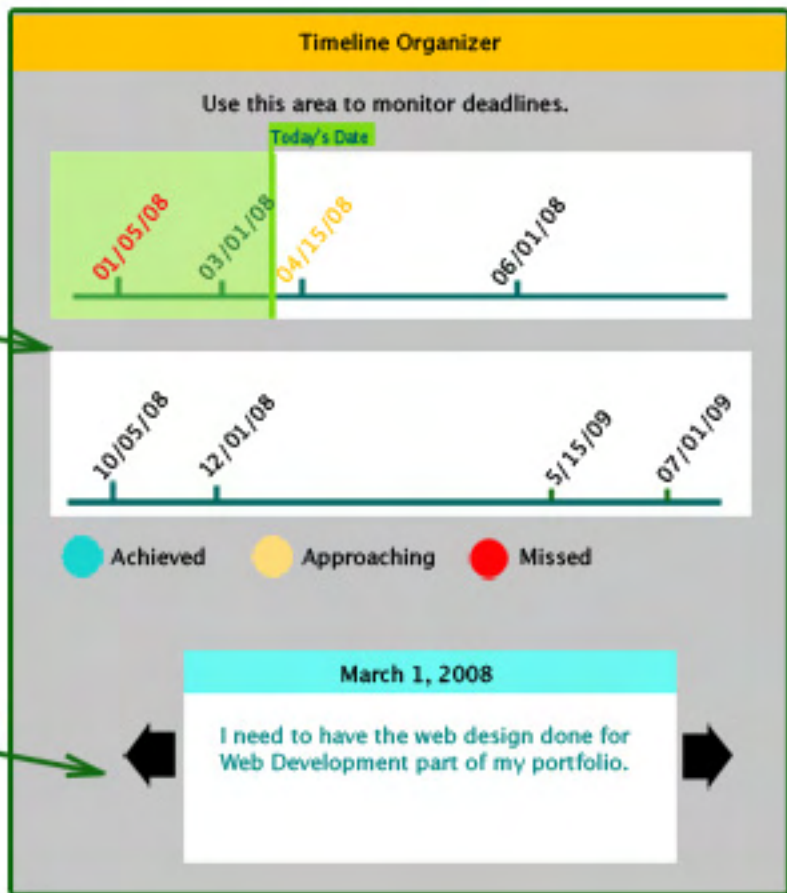 Timeline Organizer
Use this area to monitor deadlines.
Today's Date
01/05/08
03/01/08
04/15/08
06/01/08
10/05/08
12/01/08
5/15/09
07/01/09
Achieved
Approaching
Missed
March 1, 2008
I need to have the web design done for
Web Development part of my portfolio.